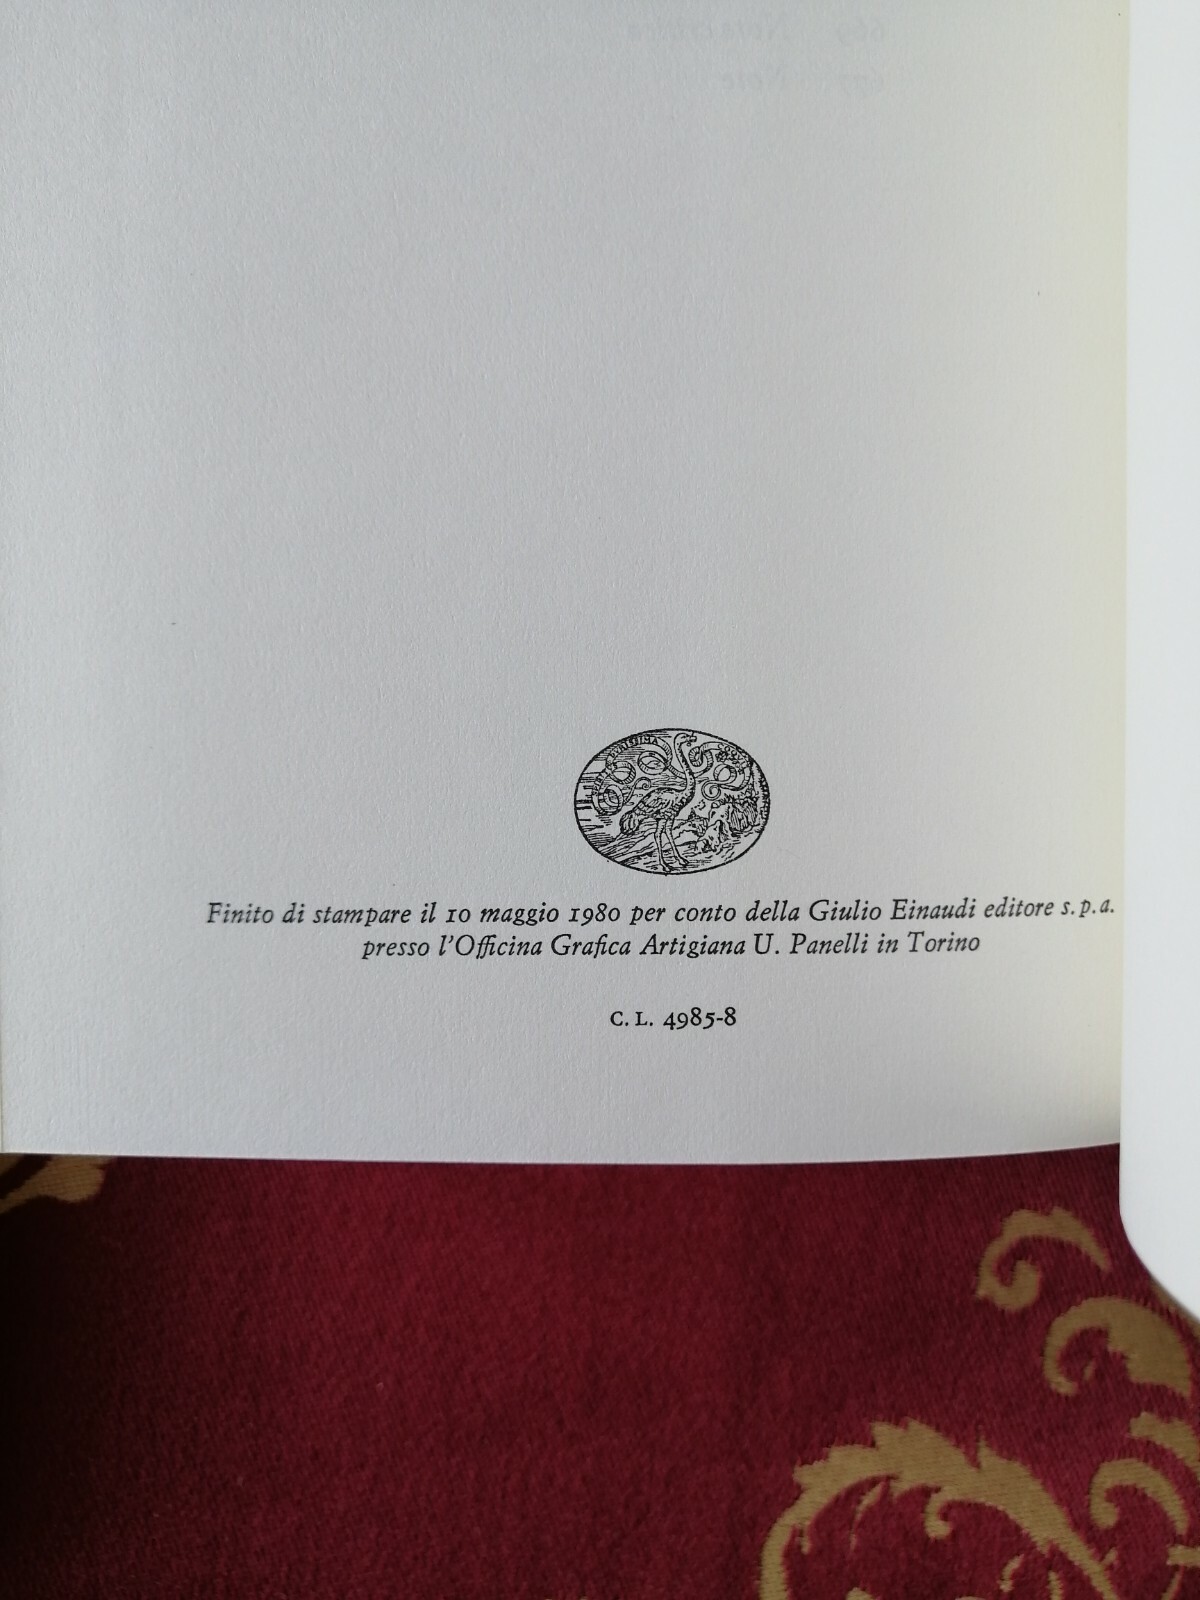 Finito di stampare il 10 maggio 1980 per conto della Giulio Einaudi editore s.p.a.
presso l'Officina Grafica Artigiana U. Panelli in Torino
C. L. 4985-8